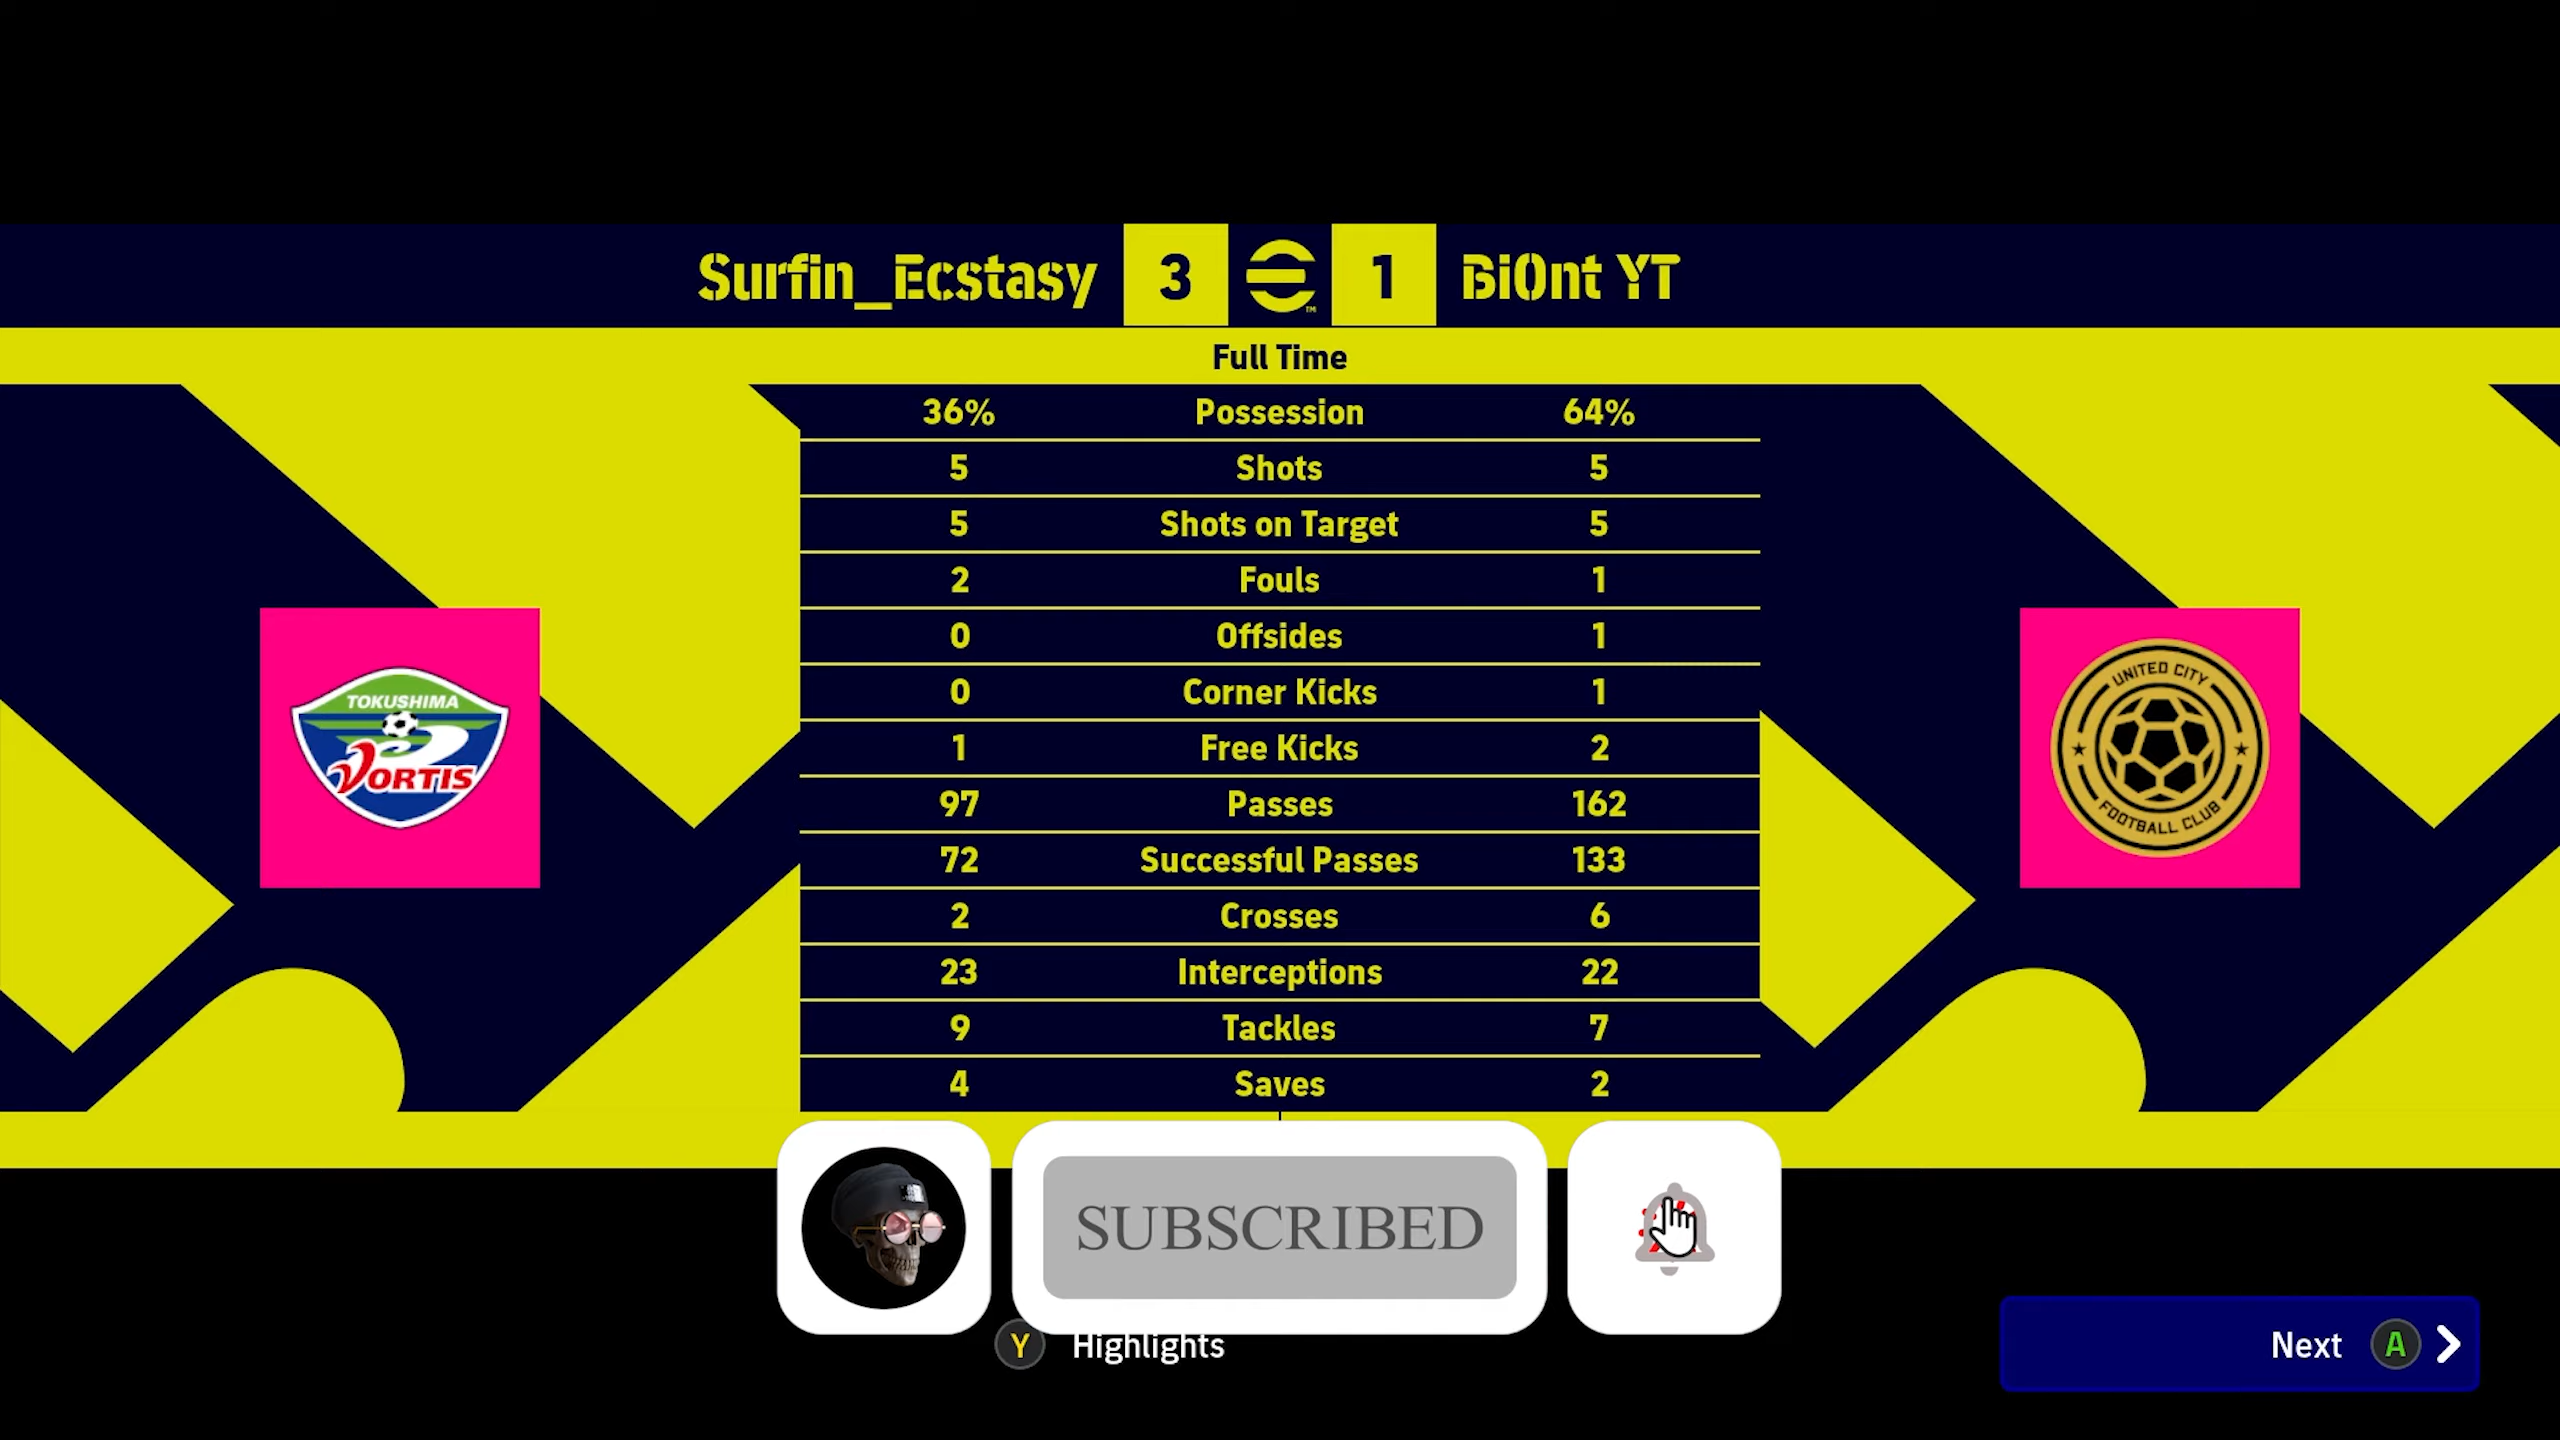 Surfin_Ecstasy 3 1 Bi0nt YT
TM
Full Time
36% Possession 64%
5 Shots 5
5 Shots on Target 5
2 Fouls 1
0 Offsides 1
0 Corner Kicks 1
1 Free Kicks 2
97 Passes 162
72 Successful Passes 133
2 Crosses 6
23 Interceptions 22
9 Tackles 7
4 Saves 2
TOKUSHIMA
VORTIS
UNITED CITY
FOOTBALL CLUB
SUBSCRIBED
Y Highlights
Next A